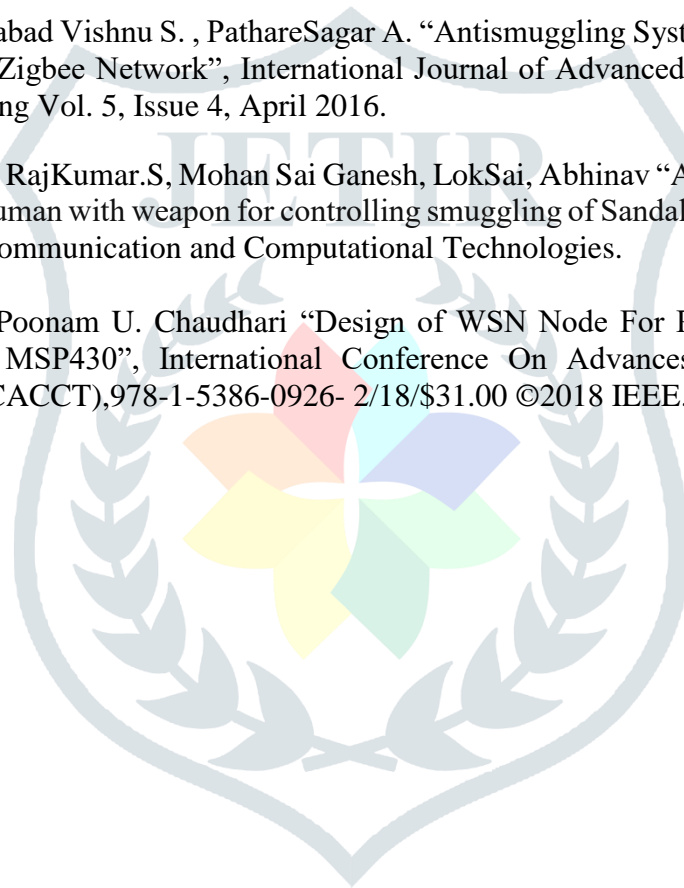 abad Vishnu S. , PathareSagar A. “Antismuggling Syst
Zigbee Network”, International Journal of Advanced
ng Vol. 5, Issue 4, April 2016.
RajKumar.S, Mohan Sai Ganesh, LokSai, Abhinav “A
uman with weapon for controlling smuggling of Sandal
ommunication and Computational Technologies.
Poonam U. Chaudhari “Design of WSN Node For
MSP430”, International Conference On Advances
CACCT),978-1-5386-0926- 2/18/$31.00 ©2018 IEEE.
JETIR